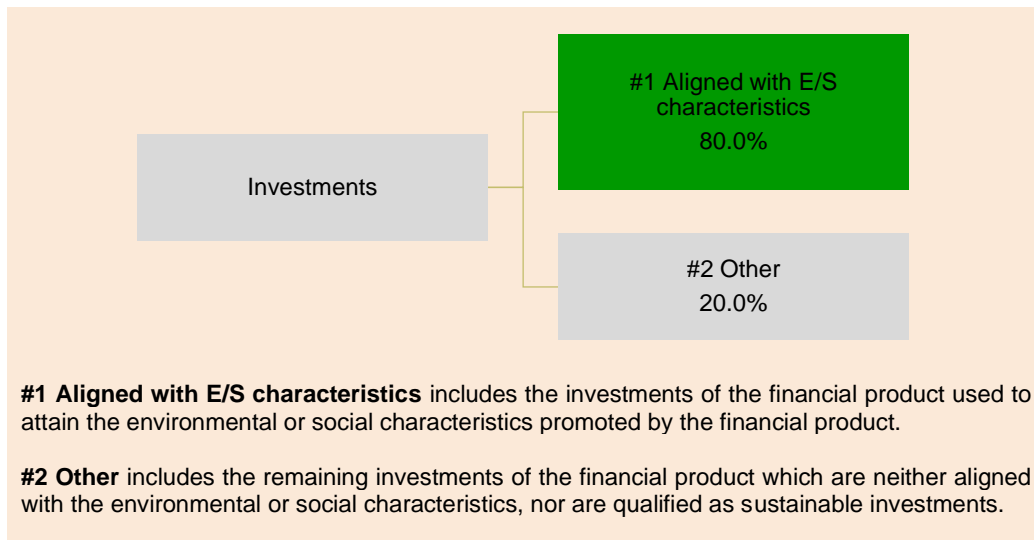 #1 Aligned with E/S
characteristics
80.0%
Investments
#2 Other
20.0%
#1 Aligned with E/S characteristics includes the investments of the financial product used to
attain the environmental or social characteristics promoted by the financial product.
#2 Other includes the remaining investments of the financial product which are neither aligned
with the environmental or social characteristics, nor are qualified as sustainable investments.